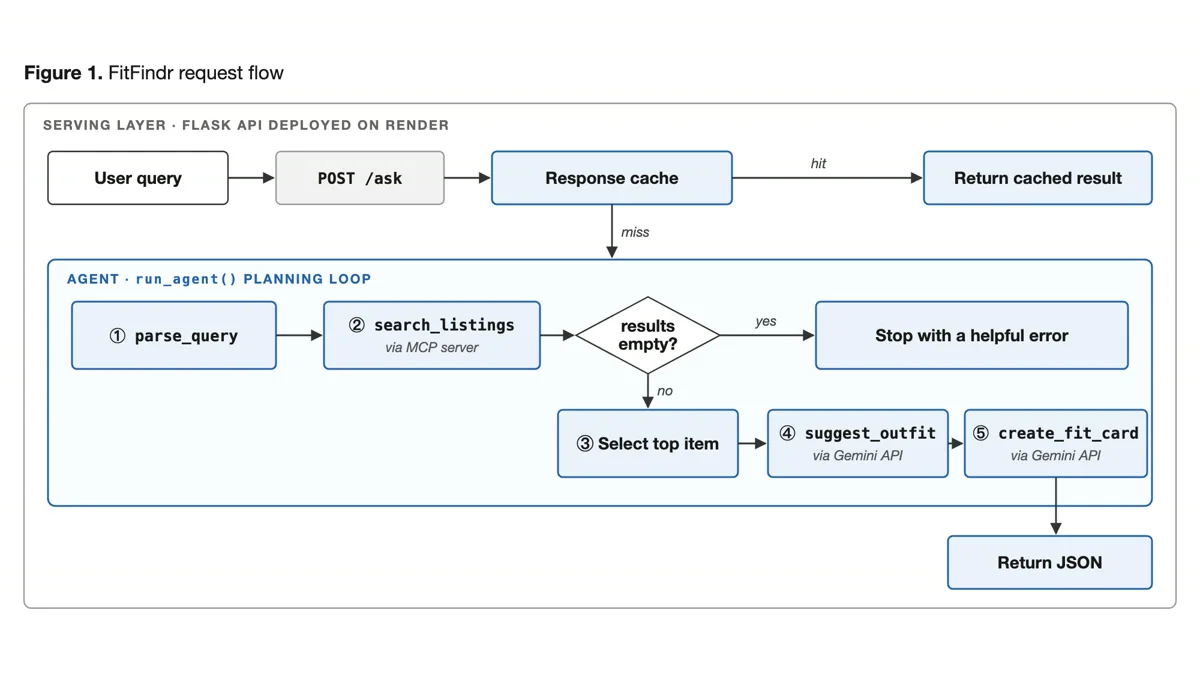 Figure 1. FitFindr request flow
SERVING LAYER · FLASK API DEPLOYED ON RENDER
User query
POST /ask
Response cache
hit
Return cached result
miss
AGENT · run_agent() PLANNING LOOP
① parse_query
② search_listings
via MCP server
results
empty?
yes
Stop with a helpful error
no
③ Select top item
④ suggest_outfit
via Gemini API
⑤ create_fit_card
via Gemini API
Return JSON